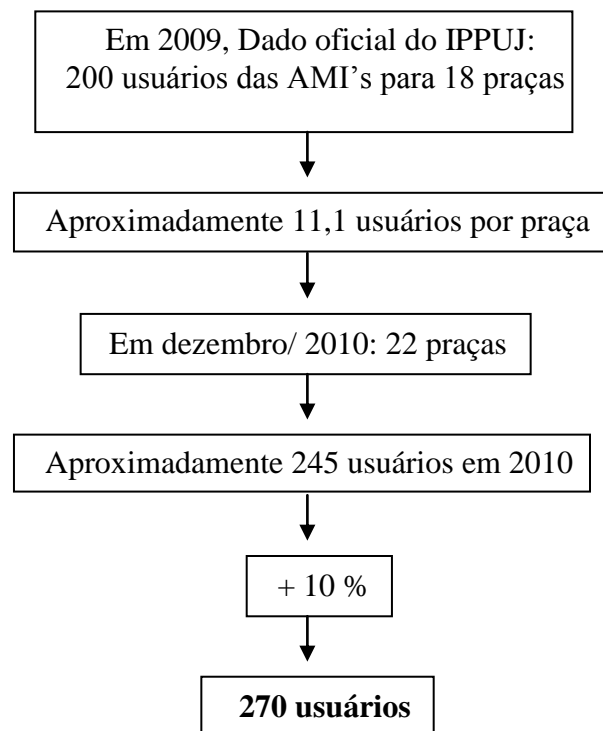 Em 2009, Dado oficial do IPPUJ:
200 usuários das AMI’s para 18 praças
Aproximadamente 11,1 usuários por praça
Em dezembro/ 2010: 22 praças
Aproximadamente 245 usuários em 2010
+ 10 %
270 usuários